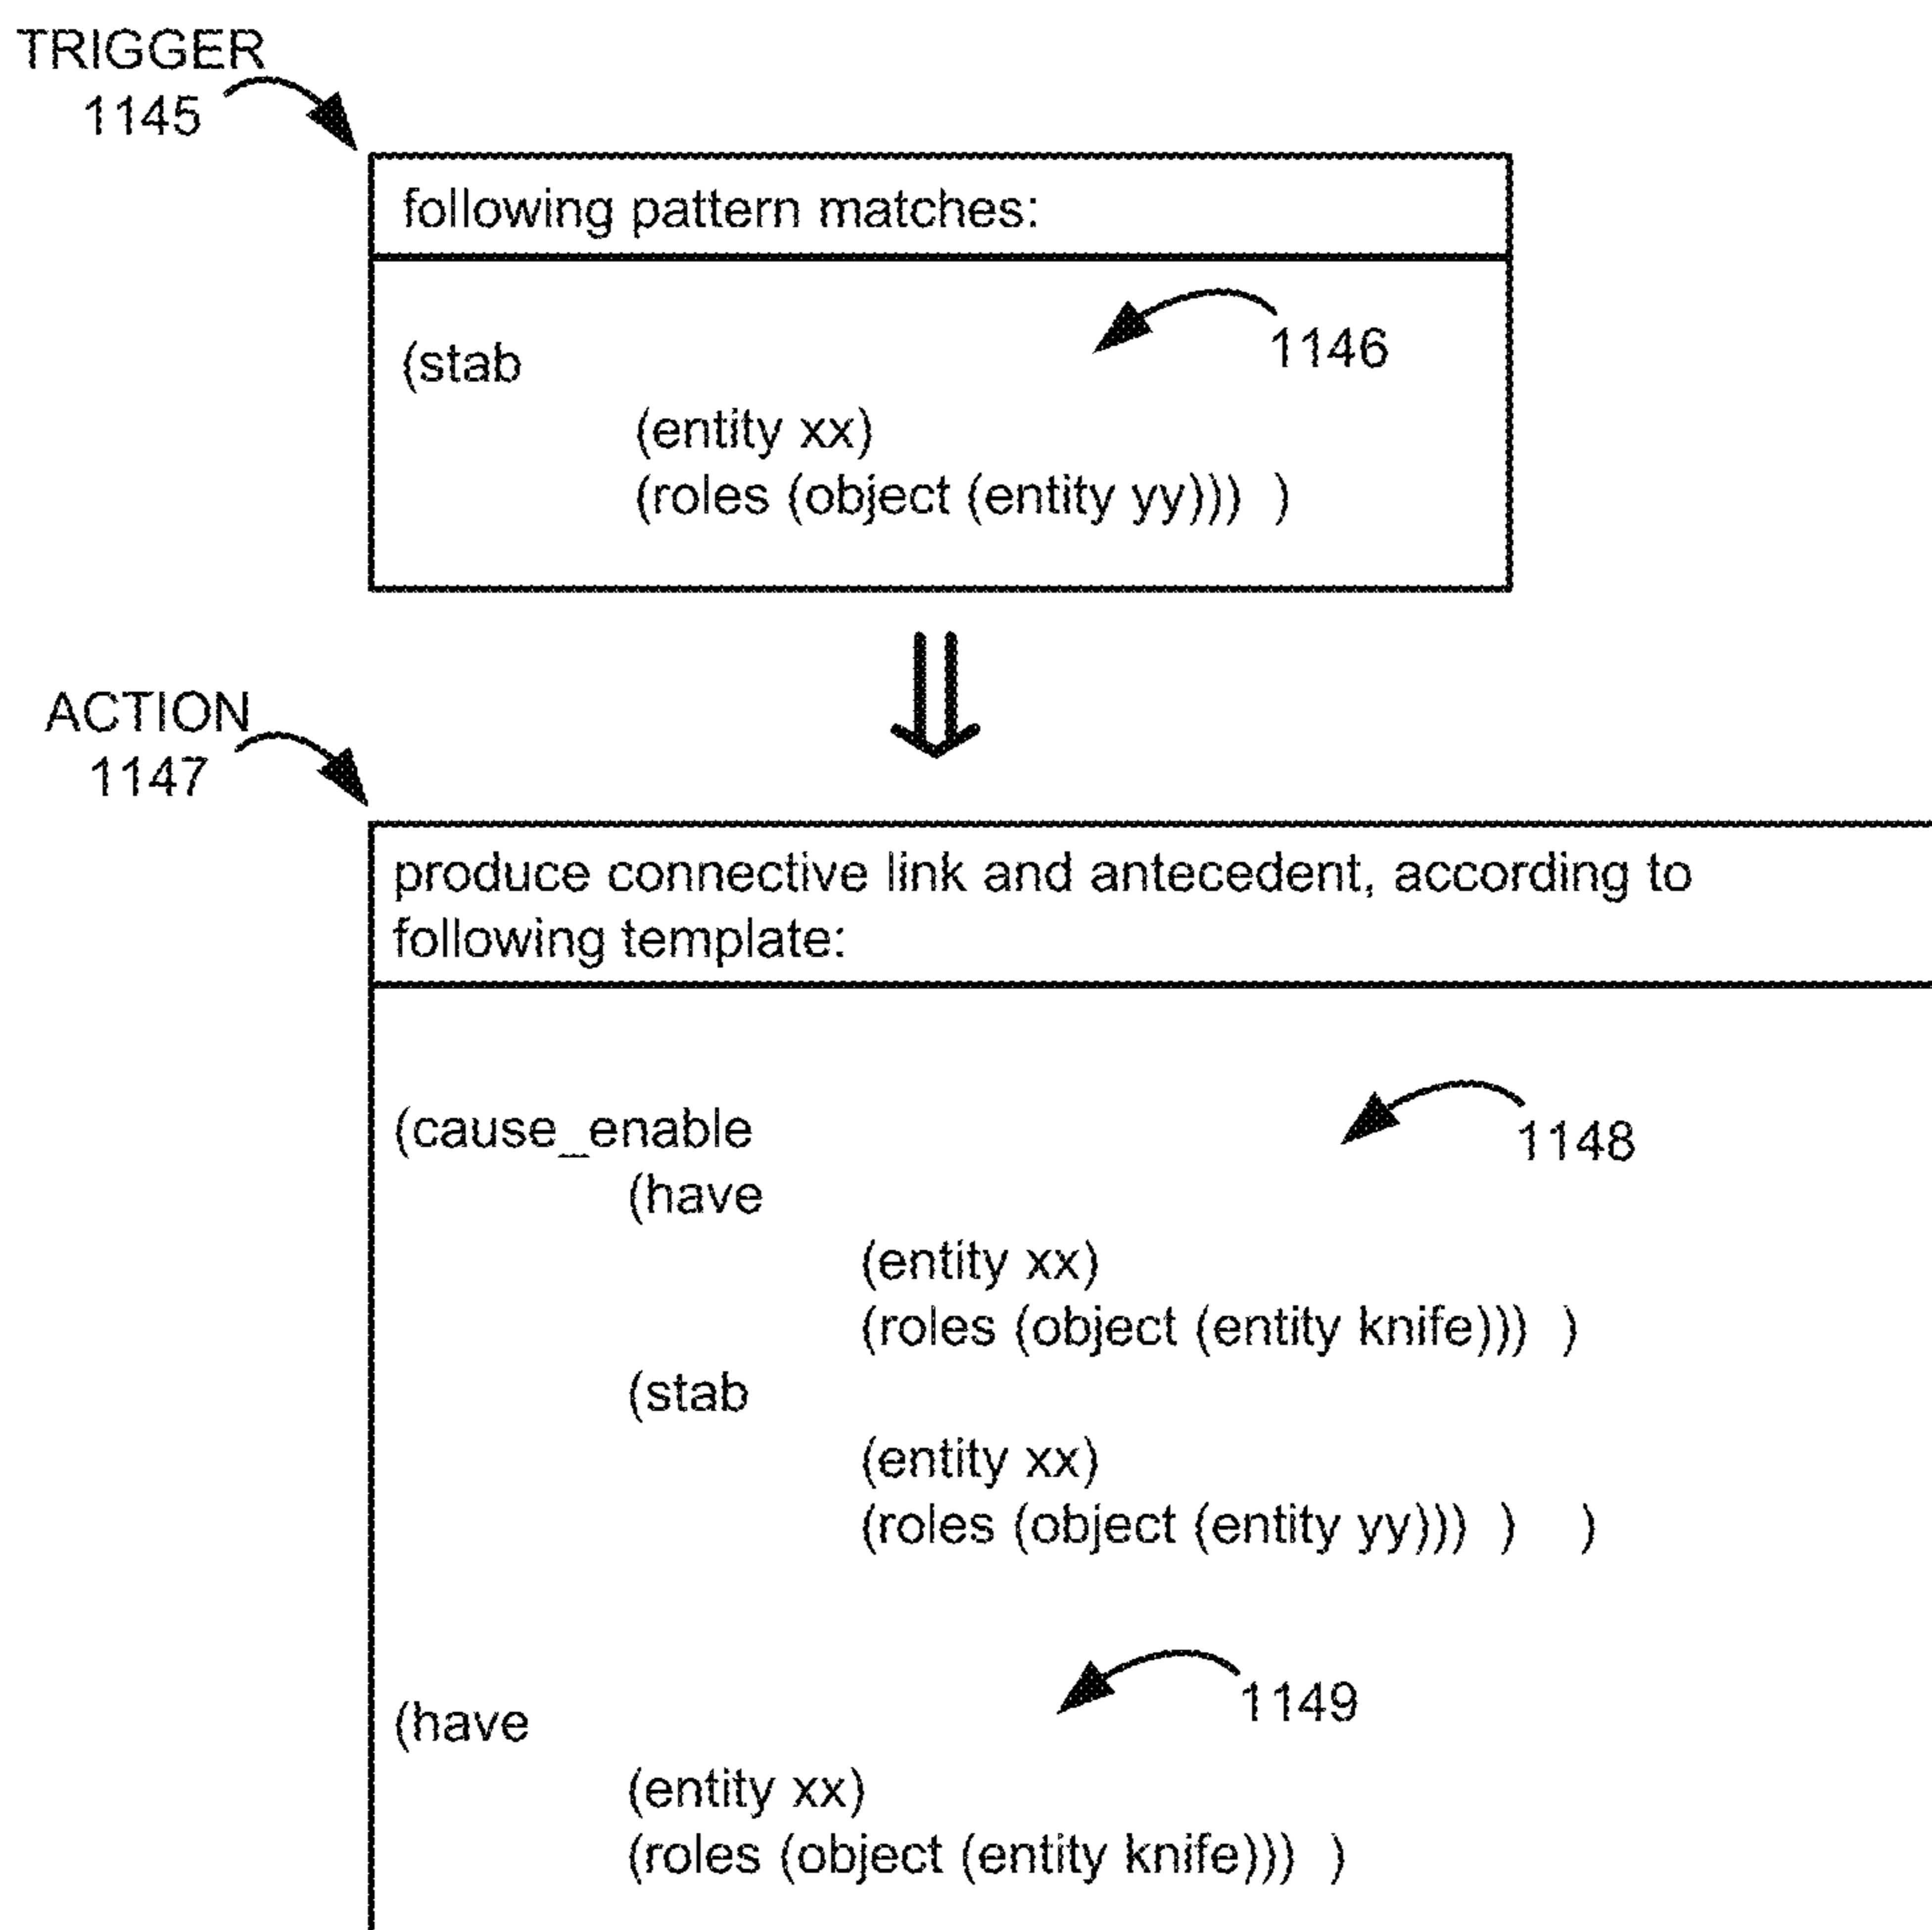 TRIGGER
1145
following pattern matches:
1146
(stab
(entity xx)
(roles (object (entity yy))) )
ACTION
1147
produce connective link and antecedent, according to
following template:
(cause_enable
1148
(have
(entity xx)
(roles (object (entity knife))) )
(stab
(entity xx)
(roles (object (entity yy))) ) )
1149
(have
(entity xx)
(roles (object (entity knife))) )